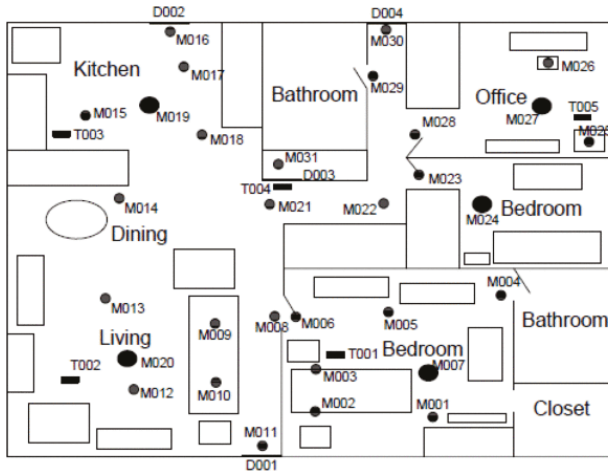 D002
D004
M016
M030
Kitchen
M017
M029
M026
Bathroom
Office
M015
M019
M027
T005
T003
M018
M028
M025
M031
D003
M023
T004
M014
M021
M022
M024
Bedroom
Dining
M004
M013
Living
M009
M008
M006
M005
Bathroom
T002
M020
T001
Bedroom
M003
M007
M012
M010
M002
M001
Closet
M011
D001